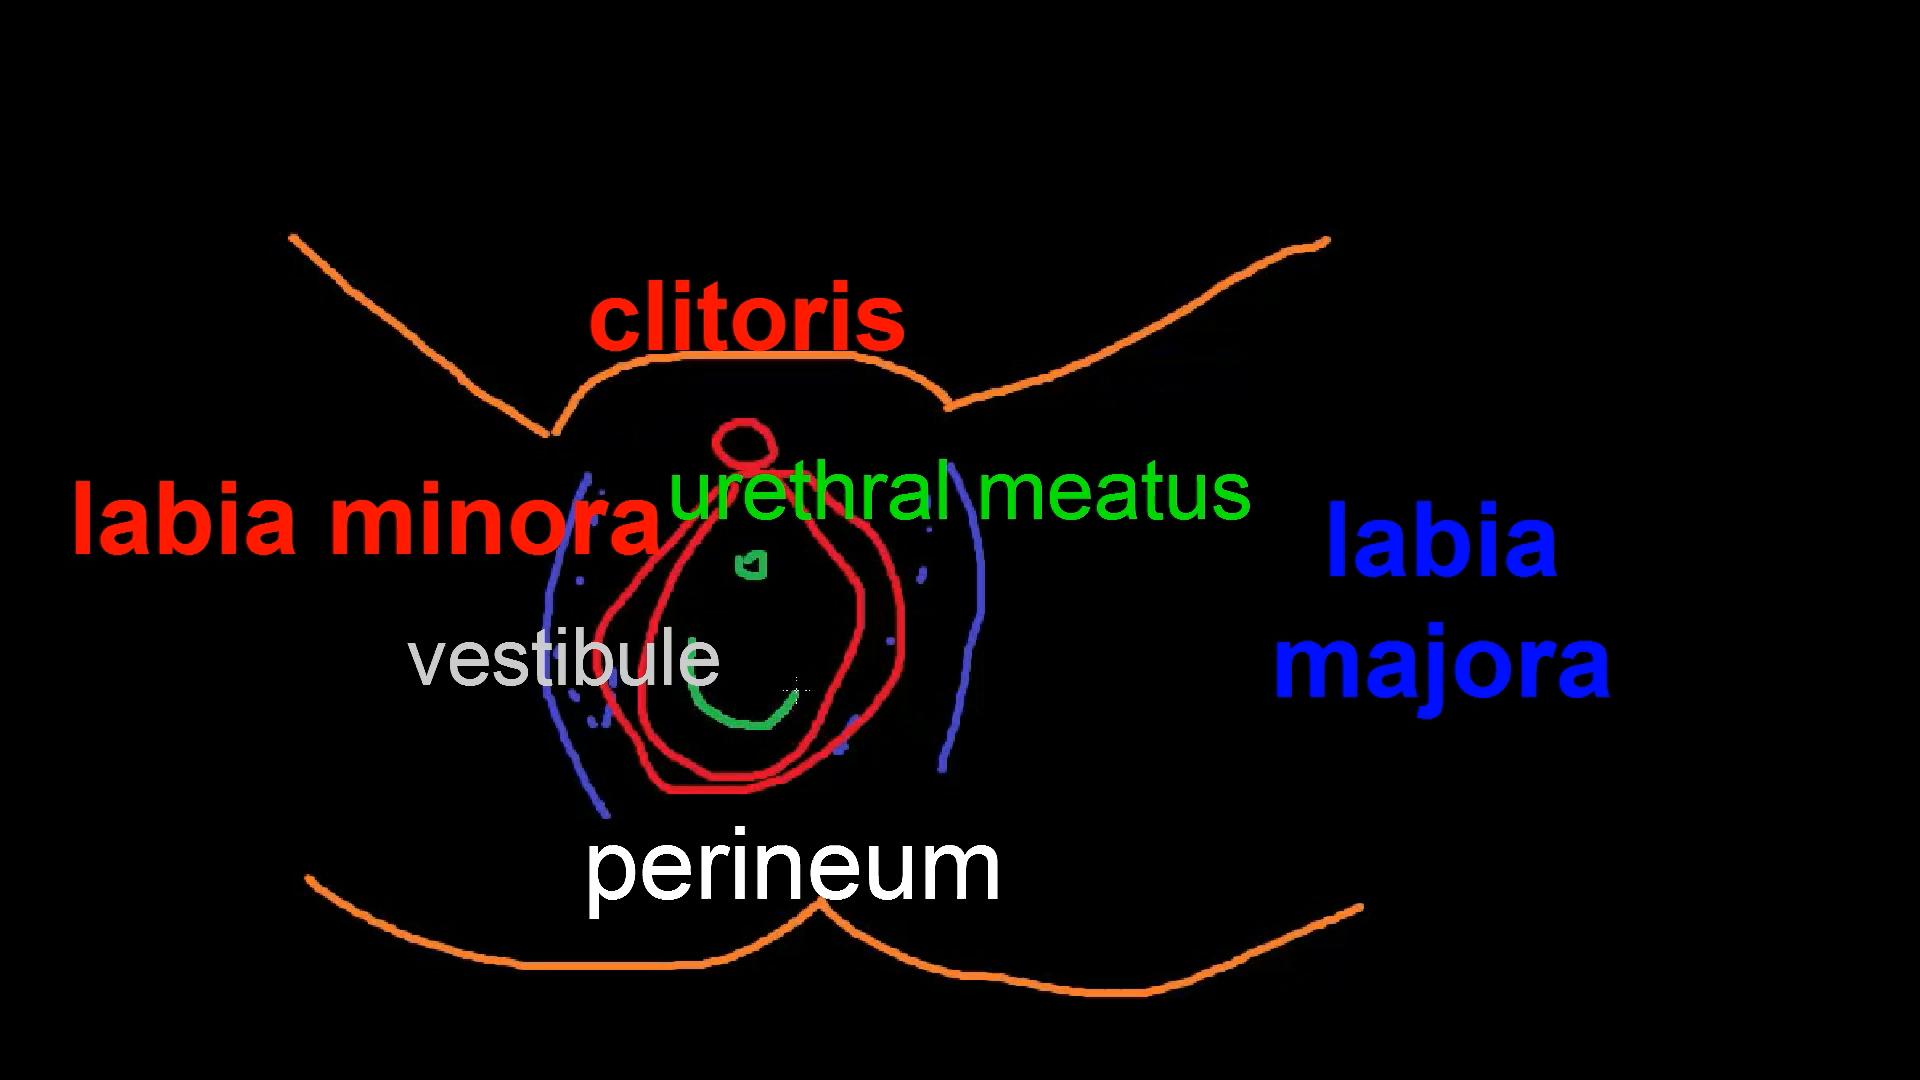 clitoris
labia minora
urethral meatus
labia
majora
vestibule
perineum